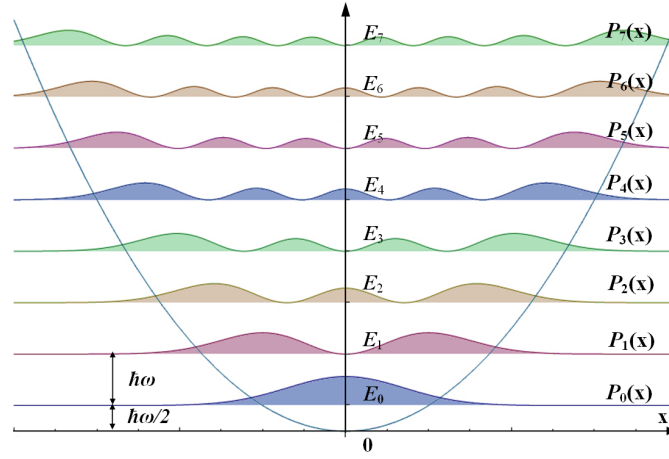 E₇ P₇(x)
E₆ P₆(x)
E₅ P₅(x)
E₄ P₄(x)
E₃ P₃(x)
E₂ P₂(x)
E₁ P₁(x)
ħω
E₀ P₀(x)
ħω/2
x
0